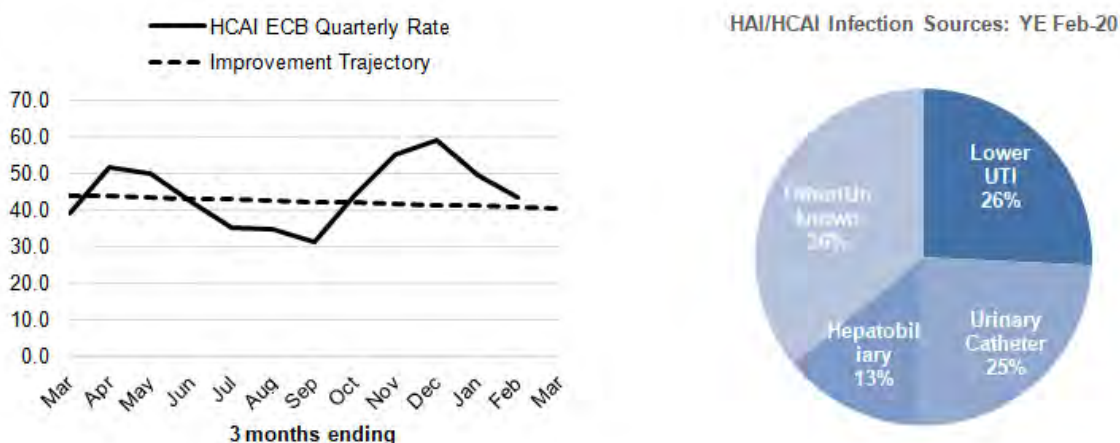 HCAI ECB Quarterly Rate
Improvement Trajectory
70.0
60.0
50.0
40.0
30.0
20.0
10.0
0.0
Mar
Apr
May
Jun
Jul
Aug
Sep
Oct
Nov
Dec
Jan
Feb
Mar
3 months ending
HAI/HCAI Infection Sources: YE Feb-20
Lower
UTI
26%
Urinary
Catheter
25%
Hepatobil
iary
13%
known